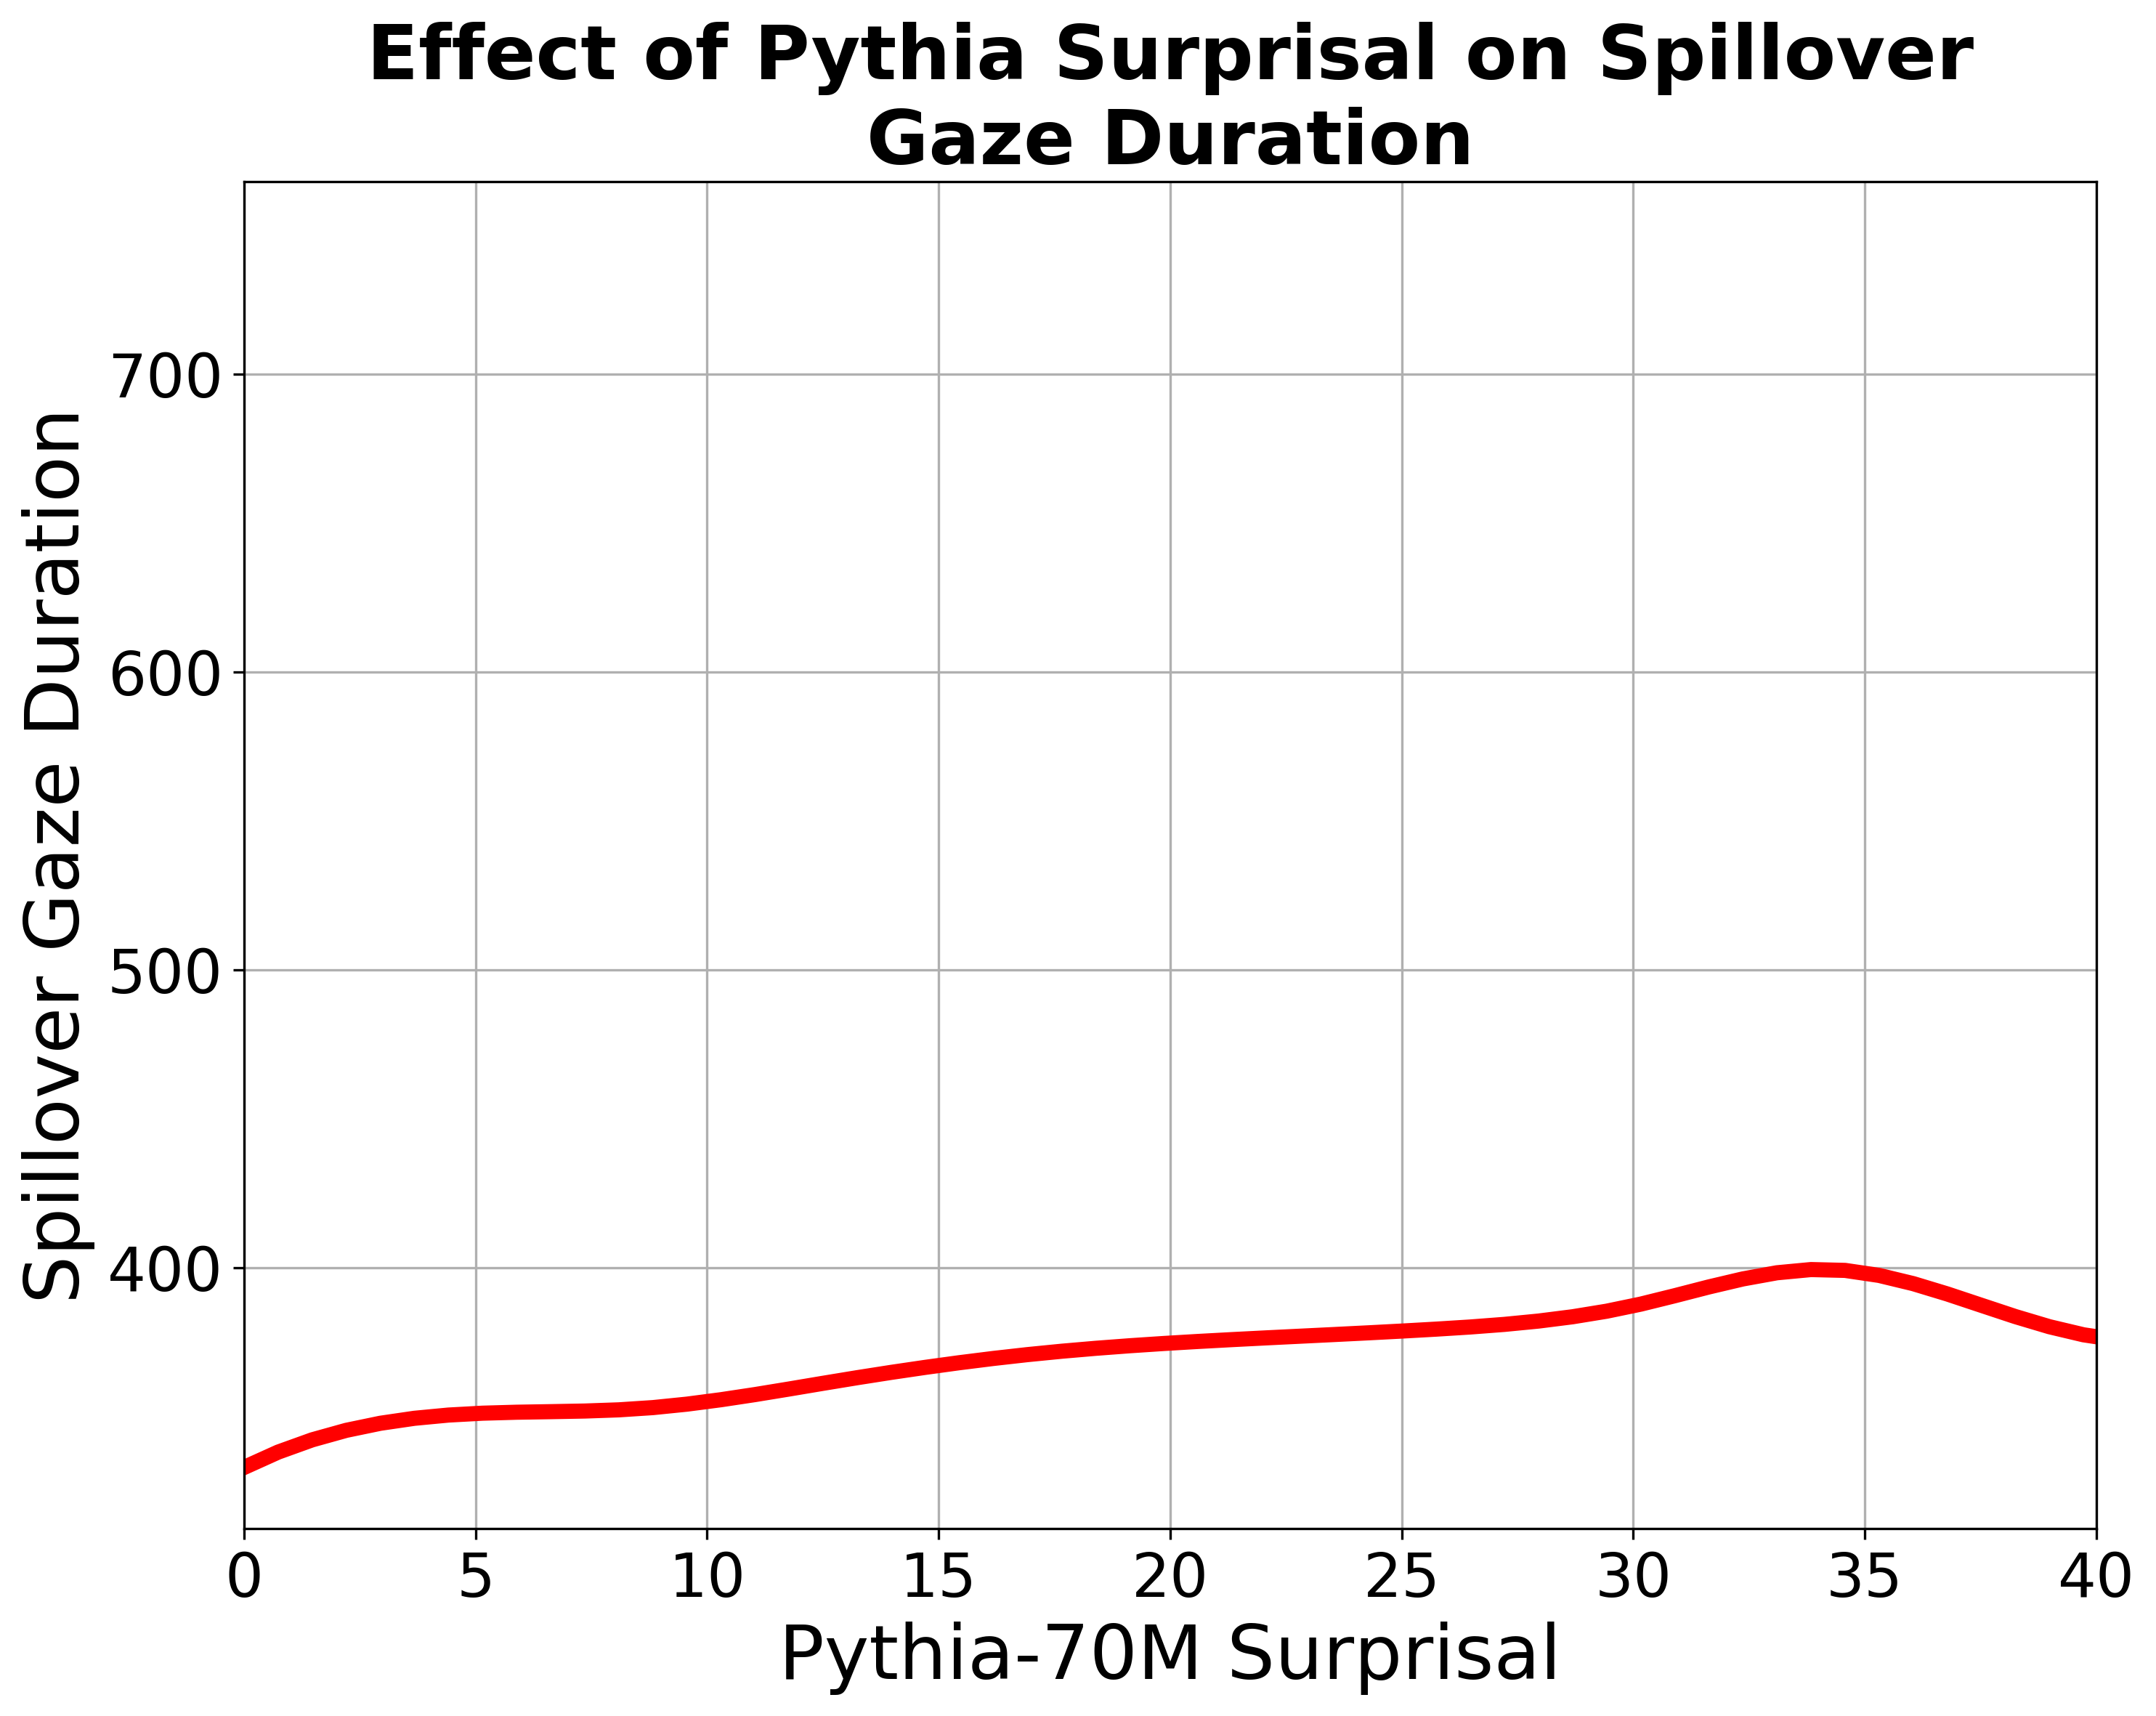 Effect of Pythia Surprisal on Spillover
Gaze Duration
Spillover Gaze Duration
700
600
500
400
0 5 10 15 20 25 30 35 40
Pythia-70M Surprisal